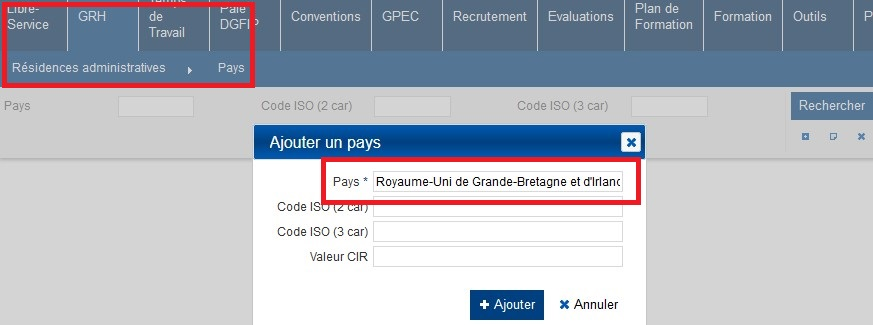 Libre-
Service
GRH
Temps
de
Travail
Paie
DGFIP
Conventions
GPEC
Recrutement
Evaluations
Plan de
Formation
Formation
Outils
P
Résidences administratives
Pays
Pays
Code ISO (2 car)
Code ISO (3 car)
Rechercher
Ajouter un pays
Pays *
Royaume-Uni de Grande-Bretagne et d'Irlanc
Code ISO (2 car)
Code ISO (3 car)
Valeur CIR
Ajouter
Annuler